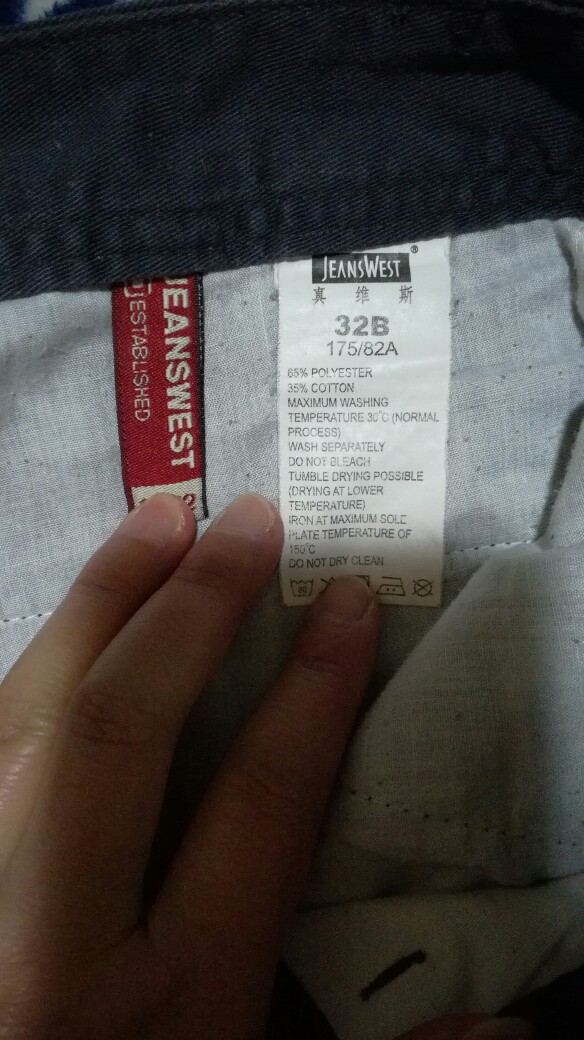 JEANSWEST
ESTABLISHED
JEANSWEST®
真维斯
32B
175/82A
65% POLYESTER
35% COTTON
MAXIMUM WASHING
TEMPERATURE 30°C (NORMAL
PROCESS)
WASH SEPARATELY
DO NOT BLEACH
TUMBLE DRYING POSSIBLE
(DRYING AT LOWER
TEMPERATURE)
IRON AT MAXIMUM SOLE
PLATE TEMPERATURE OF
150°C
DO NOT DRY CLEAN